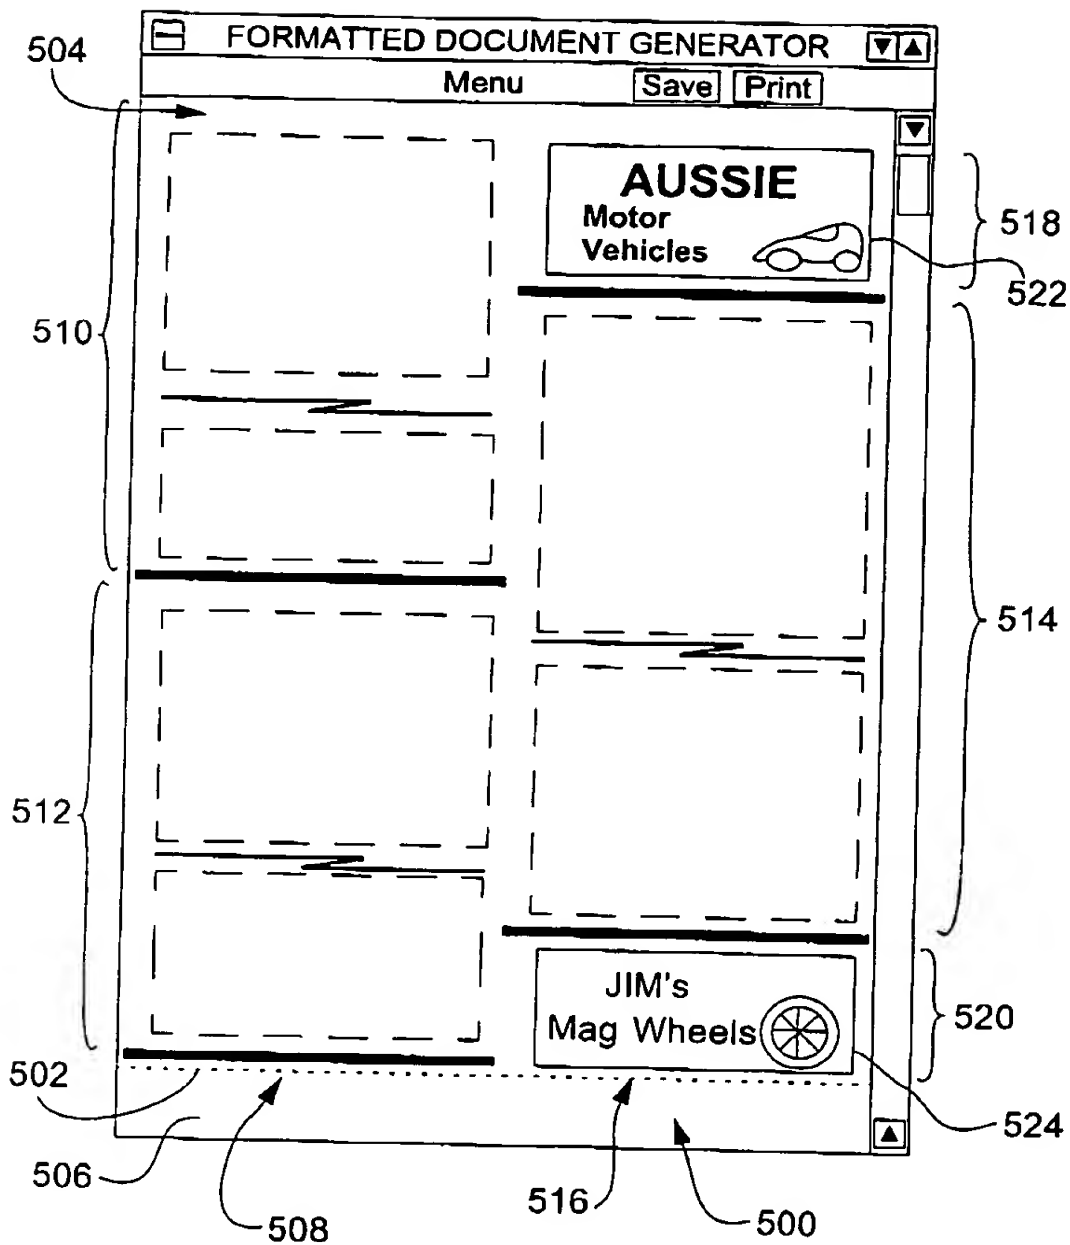 FORMATTED DOCUMENT GENERATOR
Menu Save Print
504
AUSSIE
Motor
Vehicles
518
522
510
514
512
JIM's
Mag Wheels
520
502
524
506
508
516
500